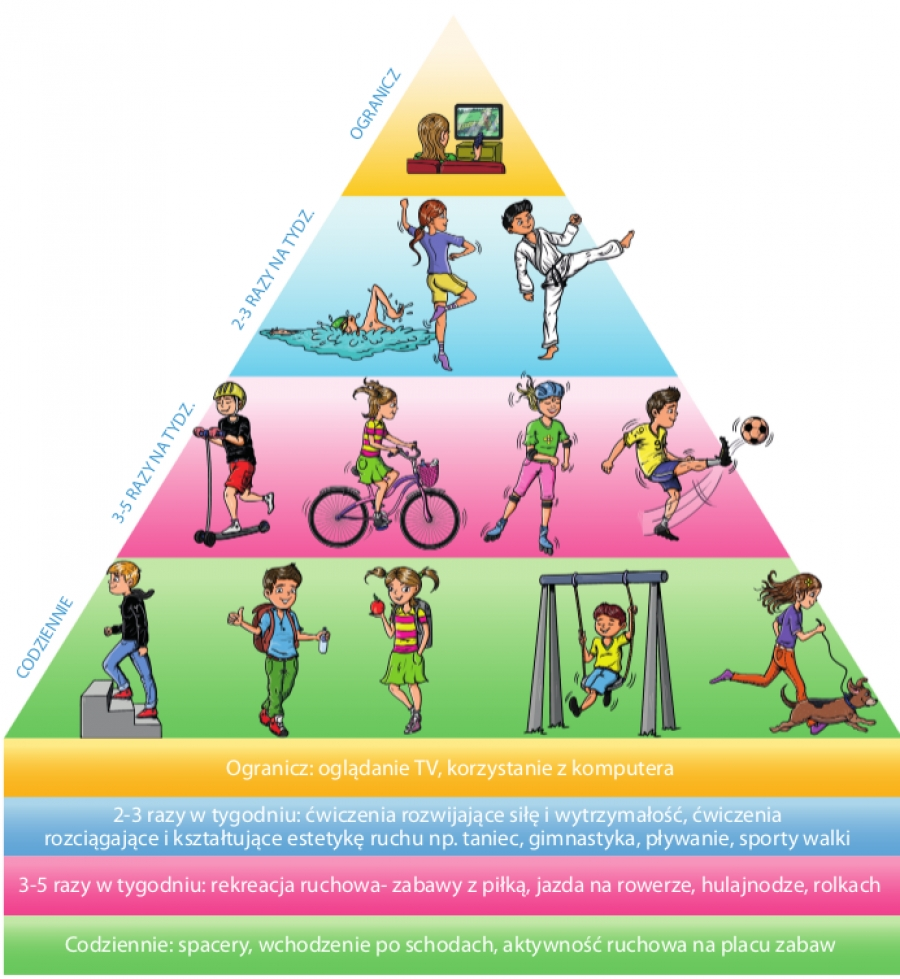 OGRANICZ
2-3 RAZY NA TYDZ.
3-5 RAZY NA TYDZ.
CODZIENNIE
Ogranicz: oglądanie TV, korzystanie z komputera
2-3 razy w tygodniu: ćwiczenia rozwijające siłę i wytrzymałość, ćwiczenia
rozciągające i kształtujące estetykę ruchu np. taniec, gimnastyka, pływanie, sporty walki
3-5 razy w tygodniu: rekreacja ruchowa- zabawy z piłką, jazda na rowerze, hulajnodze, rolkach
Codziennie: spacery, wchodzenie po schodach, aktywność ruchowa na placu zabaw